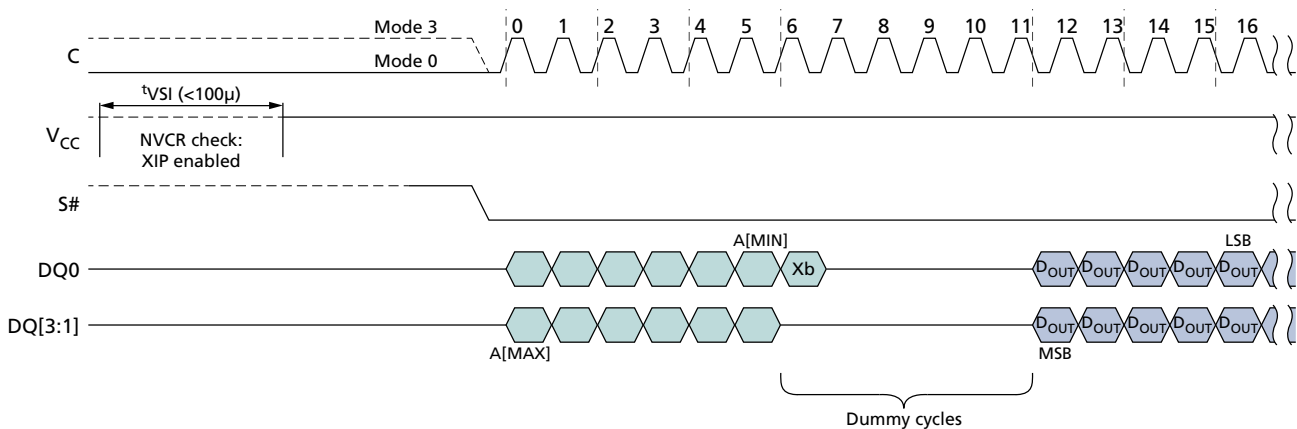 Mode 3
0 1 2 3 4 5 6 7 8 9 10 11 12 13 14 15 16
C
Mode 0
tVSI (<100µ)
VCC
NVCR check:
XIP enabled
S#
A[MIN]
LSB
DQ0
Xb
DOUT DOUT DOUT DOUT DOUT
DQ[3:1]
DOUT DOUT DOUT DOUT DOUT
A[MAX]
MSB
Dummy cycles